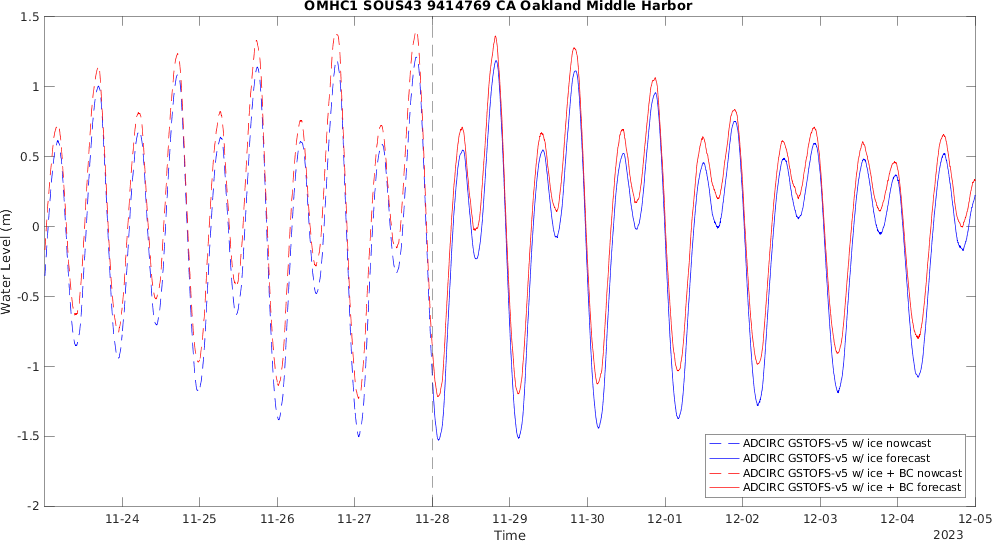 OMHC1 SOUS43 9414769 CA Oakland Middle Harbor
1.5
1
0.5
0
-0.5
-1
-1.5
-2
Water Level (m)
11-24 11-25 11-26 11-27 11-28 11-29 11-30 12-01 12-02 12-03 12-04 12-05
Time
2023
ADCIRC GSTOFS-v5 w/ ice nowcast
ADCIRC GSTOFS-v5 w/ ice forecast
ADCIRC GSTOFS-v5 w/ ice + BC nowcast
ADCIRC GSTOFS-v5 w/ ice + BC forecast